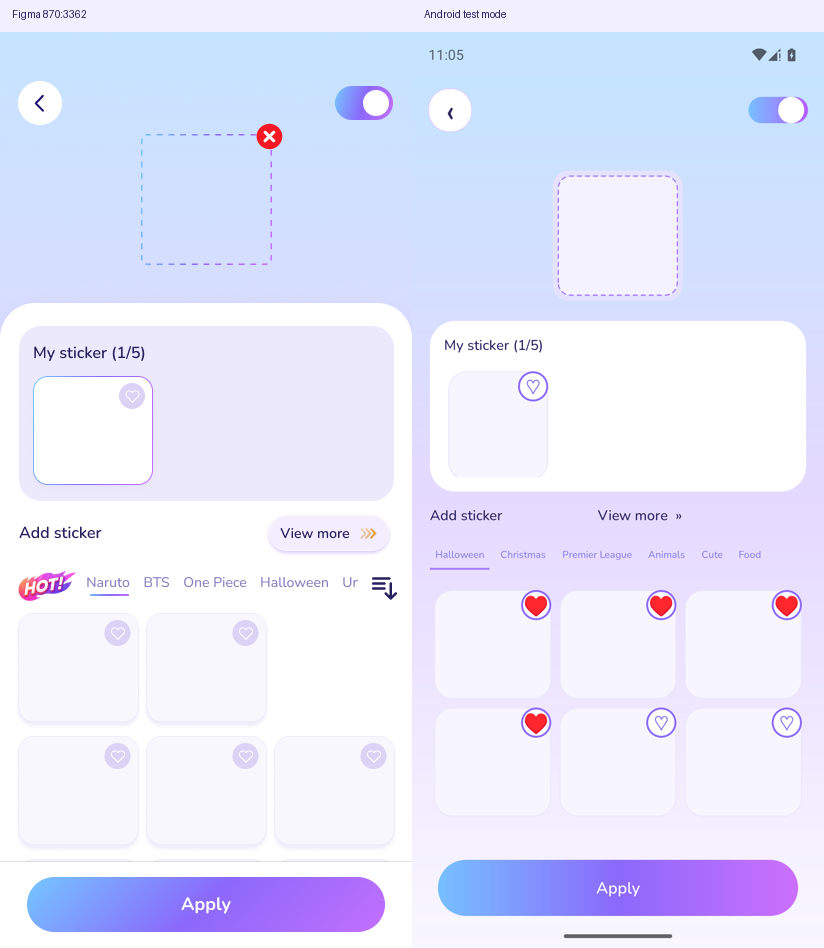 Figma 870:3362
Android test mode
11:05
My sticker (1/5)
Add sticker
View more
HOT!
Naruto
BTS
One Piece
Halloween
Ur
Apply
My sticker (1/5)
Add sticker
View more »
Halloween
Christmas
Premier League
Animals
Cute
Food
Apply